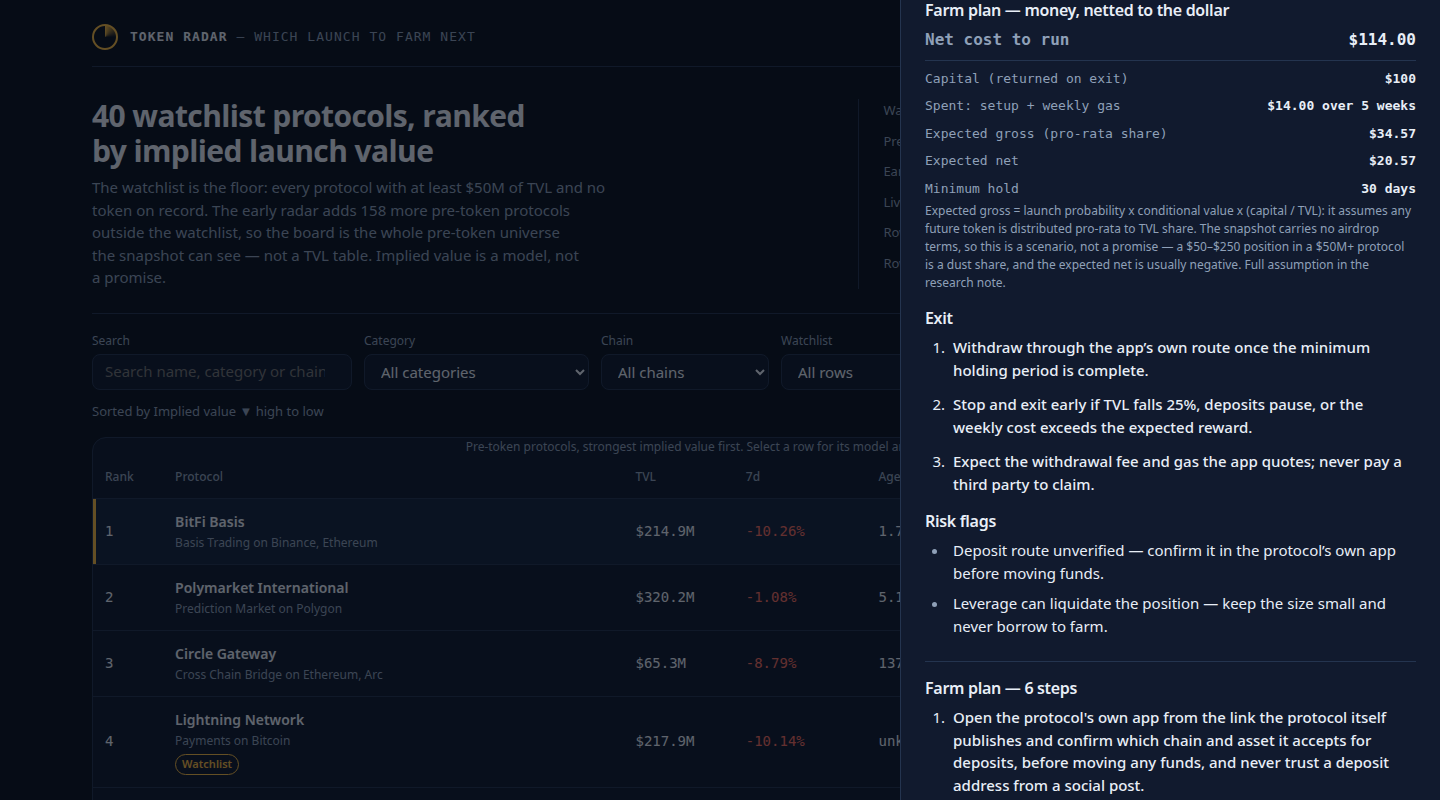 TOKEN RADAR — WHICH LAUNCH TO FARM NEXT
40 watchlist protocols, ranked
by implied launch value
The watchlist is the floor: every protocol with at least $50M of TVL and no
token on record. The early radar adds 158 more pre-token protocols
outside the watchlist, so the board is the whole pre-token universe
the snapshot can see — not a TVL table. Implied value is a model, not
a promise.
Search
Category
Chain
Watchlist
Search name, category or chain
All categories
All chains
All rows
Sorted by Implied value ▼ high to low
Pre-token protocols, strongest implied value first. Select a row for its model
Rank
Protocol
TVL
7d
Age
1
BitFi Basis
Basis Trading on Binance, Ethereum
$214.9M
-10.26%
1.7
2
Polymarket International
Prediction Market on Polygon
$320.2M
-1.08%
5.1
3
Circle Gateway
Cross Chain Bridge on Ethereum, Arc
$65.3M
-8.79%
137
4
Lightning Network
Payments on Bitcoin
Watchlist
$217.9M
-10.14%
Farm plan — money, netted to the dollar
Net cost to run $114.00
Capital (returned on exit) $100
Spent: setup + weekly gas $14.00 over 5 weeks
Expected gross (pro-rata share) $34.57
Expected net $20.57
Minimum hold 30 days
Expected gross = launch probability x conditional value x (capital / TVL): it assumes any
future token is distributed pro-rata to TVL share. The snapshot carries no airdrop
terms, so this is a scenario, not a promise — a $50–$250 position in a $50M+ protocol
is a dust share, and the expected net is usually negative. Full assumption in the
research note.
Exit
1. Withdraw through the app’s own route once the minimum
holding period is complete.
2. Stop and exit early if TVL falls 25%, deposits pause, or the
weekly cost exceeds the expected reward.
3. Expect the withdrawal fee and gas the app quotes; never pay a
third party to claim.
Risk flags
• Deposit route unverified — confirm it in the protocol’s own app
before moving funds.
• Leverage can liquidate the position — keep the size small and
never borrow to farm.
Farm plan — 6 steps
1. Open the protocol's own app from the link the protocol itself
publishes and confirm which chain and asset it accepts for
deposits, before moving any funds, and never trust a deposit
address from a social post.